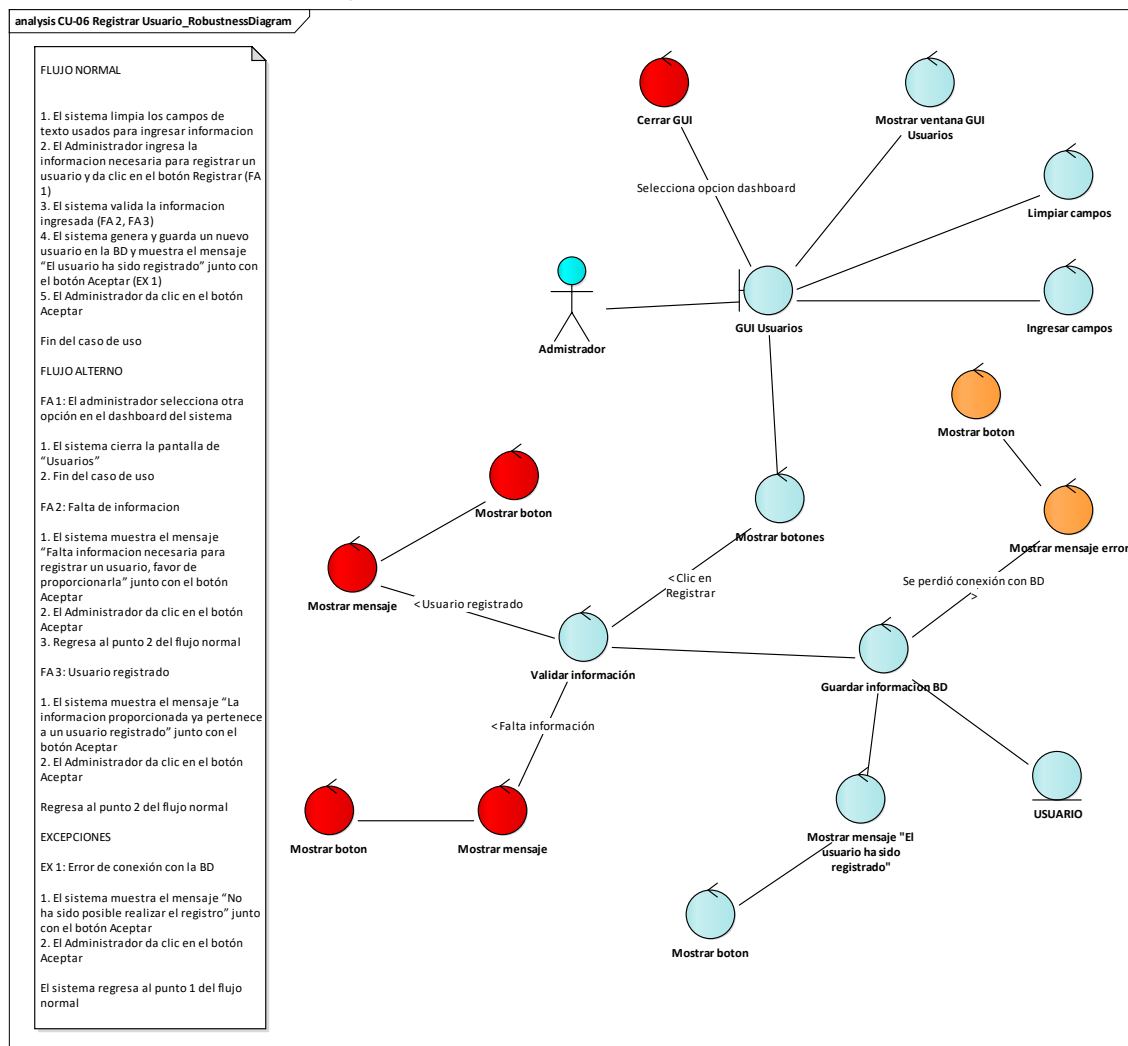 analysis CU-06 Registrar Usuario_RobustnessDiagram
FLUJO NORMAL
1. El sistema limpia los campos de
texto usados para ingresar informacion
2. El Administrador ingresa la
informacion necesaria para registrar un
usuario y da clic en el botón Registrar (FA
1)
3. El sistema valida la informacion
ingresada (FA 2, FA 3)
4. El sistema genera y guarda un nuevo
usuario en la BD y muestra el mensaje
“El usuario ha sido registrado” junto con
el botón Aceptar (EX 1)
5. El Administrador da clic en el botón
Aceptar
Fin del caso de uso
FLUJO ALTERNO
FA 1: El administrador selecciona otra
opción en el dashboard del sistema
1. El sistema cierra la pantalla de
“Usuarios”
2. Fin del caso de uso
FA 2: Falta de informacion
1. El sistema muestra el mensaje
“Falta informacion necesaria para
registrar un usuario, favor de
proporcionarla” junto con el botón
Aceptar
2. El Administrador da clic en el botón
Aceptar
3. Regresa al punto 2 del flujo normal
FA 3: Usuario registrado
1. El sistema muestra el mensaje “La
informacion proporcionada ya pertenece
a un usuario registrado” junto con el
botón Aceptar
2. El Administrador da clic en el botón
Aceptar
Regresa al punto 2 del flujo normal
EXCEPCIONES
EX 1: Error de conexión con la BD
1. El sistema muestra el mensaje “No
ha sido posible realizar el registro” junto
con el botón Aceptar
2. El Administrador da clic en el botón
Aceptar
El sistema regresa al punto 1 del flujo
normal
Cerrar GUI
Mostrar ventana GUI
Usuarios
Selecciona opcion dashboard
Limpiar campos
GUI Usuarios
Ingresar campos
Admistrador
Mostrar boton
Mostrar boton
Mostrar botones
Mostrar mensaje error
< Clic en
Registrar
Se perdió conexión con BD
>
Mostrar mensaje
< Usuario registrado
Validar información
Guardar informacion BD
< Falta información
USUARIO
Mostrar boton
Mostrar mensaje
Mostrar mensaje "El
usuario ha sido
registrado"
Mostrar boton